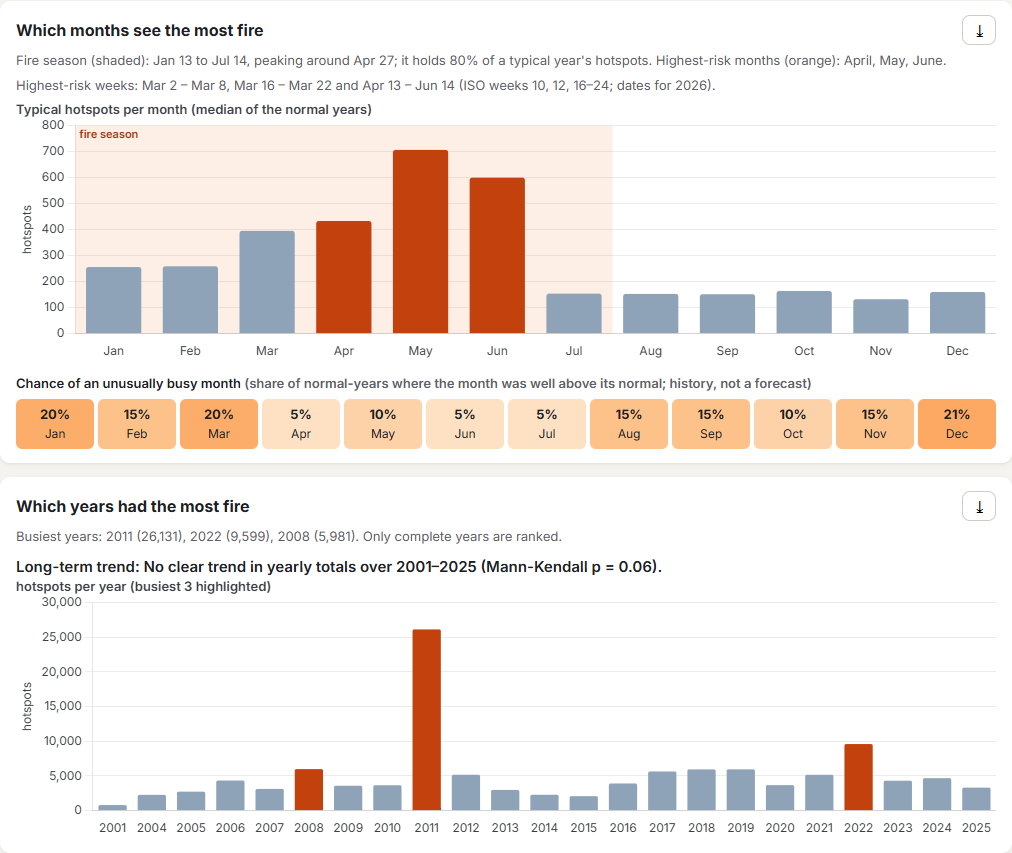 Which months see the most fire
Fire season (shaded): Jan 13 to Jul 14, peaking around Apr 27; it holds 80% of a typical year's hotspots. Highest-risk months (orange): April, May, June.
Highest-risk weeks: Mar 2 – Mar 8, Mar 16 – Mar 22 and Apr 13 – Jun 14 (ISO weeks 10, 12, 16–24; dates for 2026).
Typical hotspots per month (median of the normal years)
800
fire season
700
600
500
400
300
200
100
0
hotspots
Jan Feb Mar Apr May Jun Jul Aug Sep Oct Nov Dec
Chance of an unusually busy month (share of normal-years where the month was well above its normal; history, not a forecast)
20% 15% 20% 5% 10% 5% 5% 15% 15% 10% 15% 21%
Jan Feb Mar Apr May Jun Jul Aug Sep Oct Nov Dec
Which years had the most fire
Busiest years: 2011 (26,131), 2022 (9,599), 2008 (5,981). Only complete years are ranked.
Long-term trend: No clear trend in yearly totals over 2001–2025 (Mann-Kendall p = 0.06).
hotspots per year (busiest 3 highlighted)
30,000
25,000
20,000
15,000
10,000
5,000
0
hotspots
2001 2004 2005 2006 2007 2008 2009 2010 2011 2012 2013 2014 2015 2016 2017 2018 2019 2020 2021 2022 2023 2024 2025